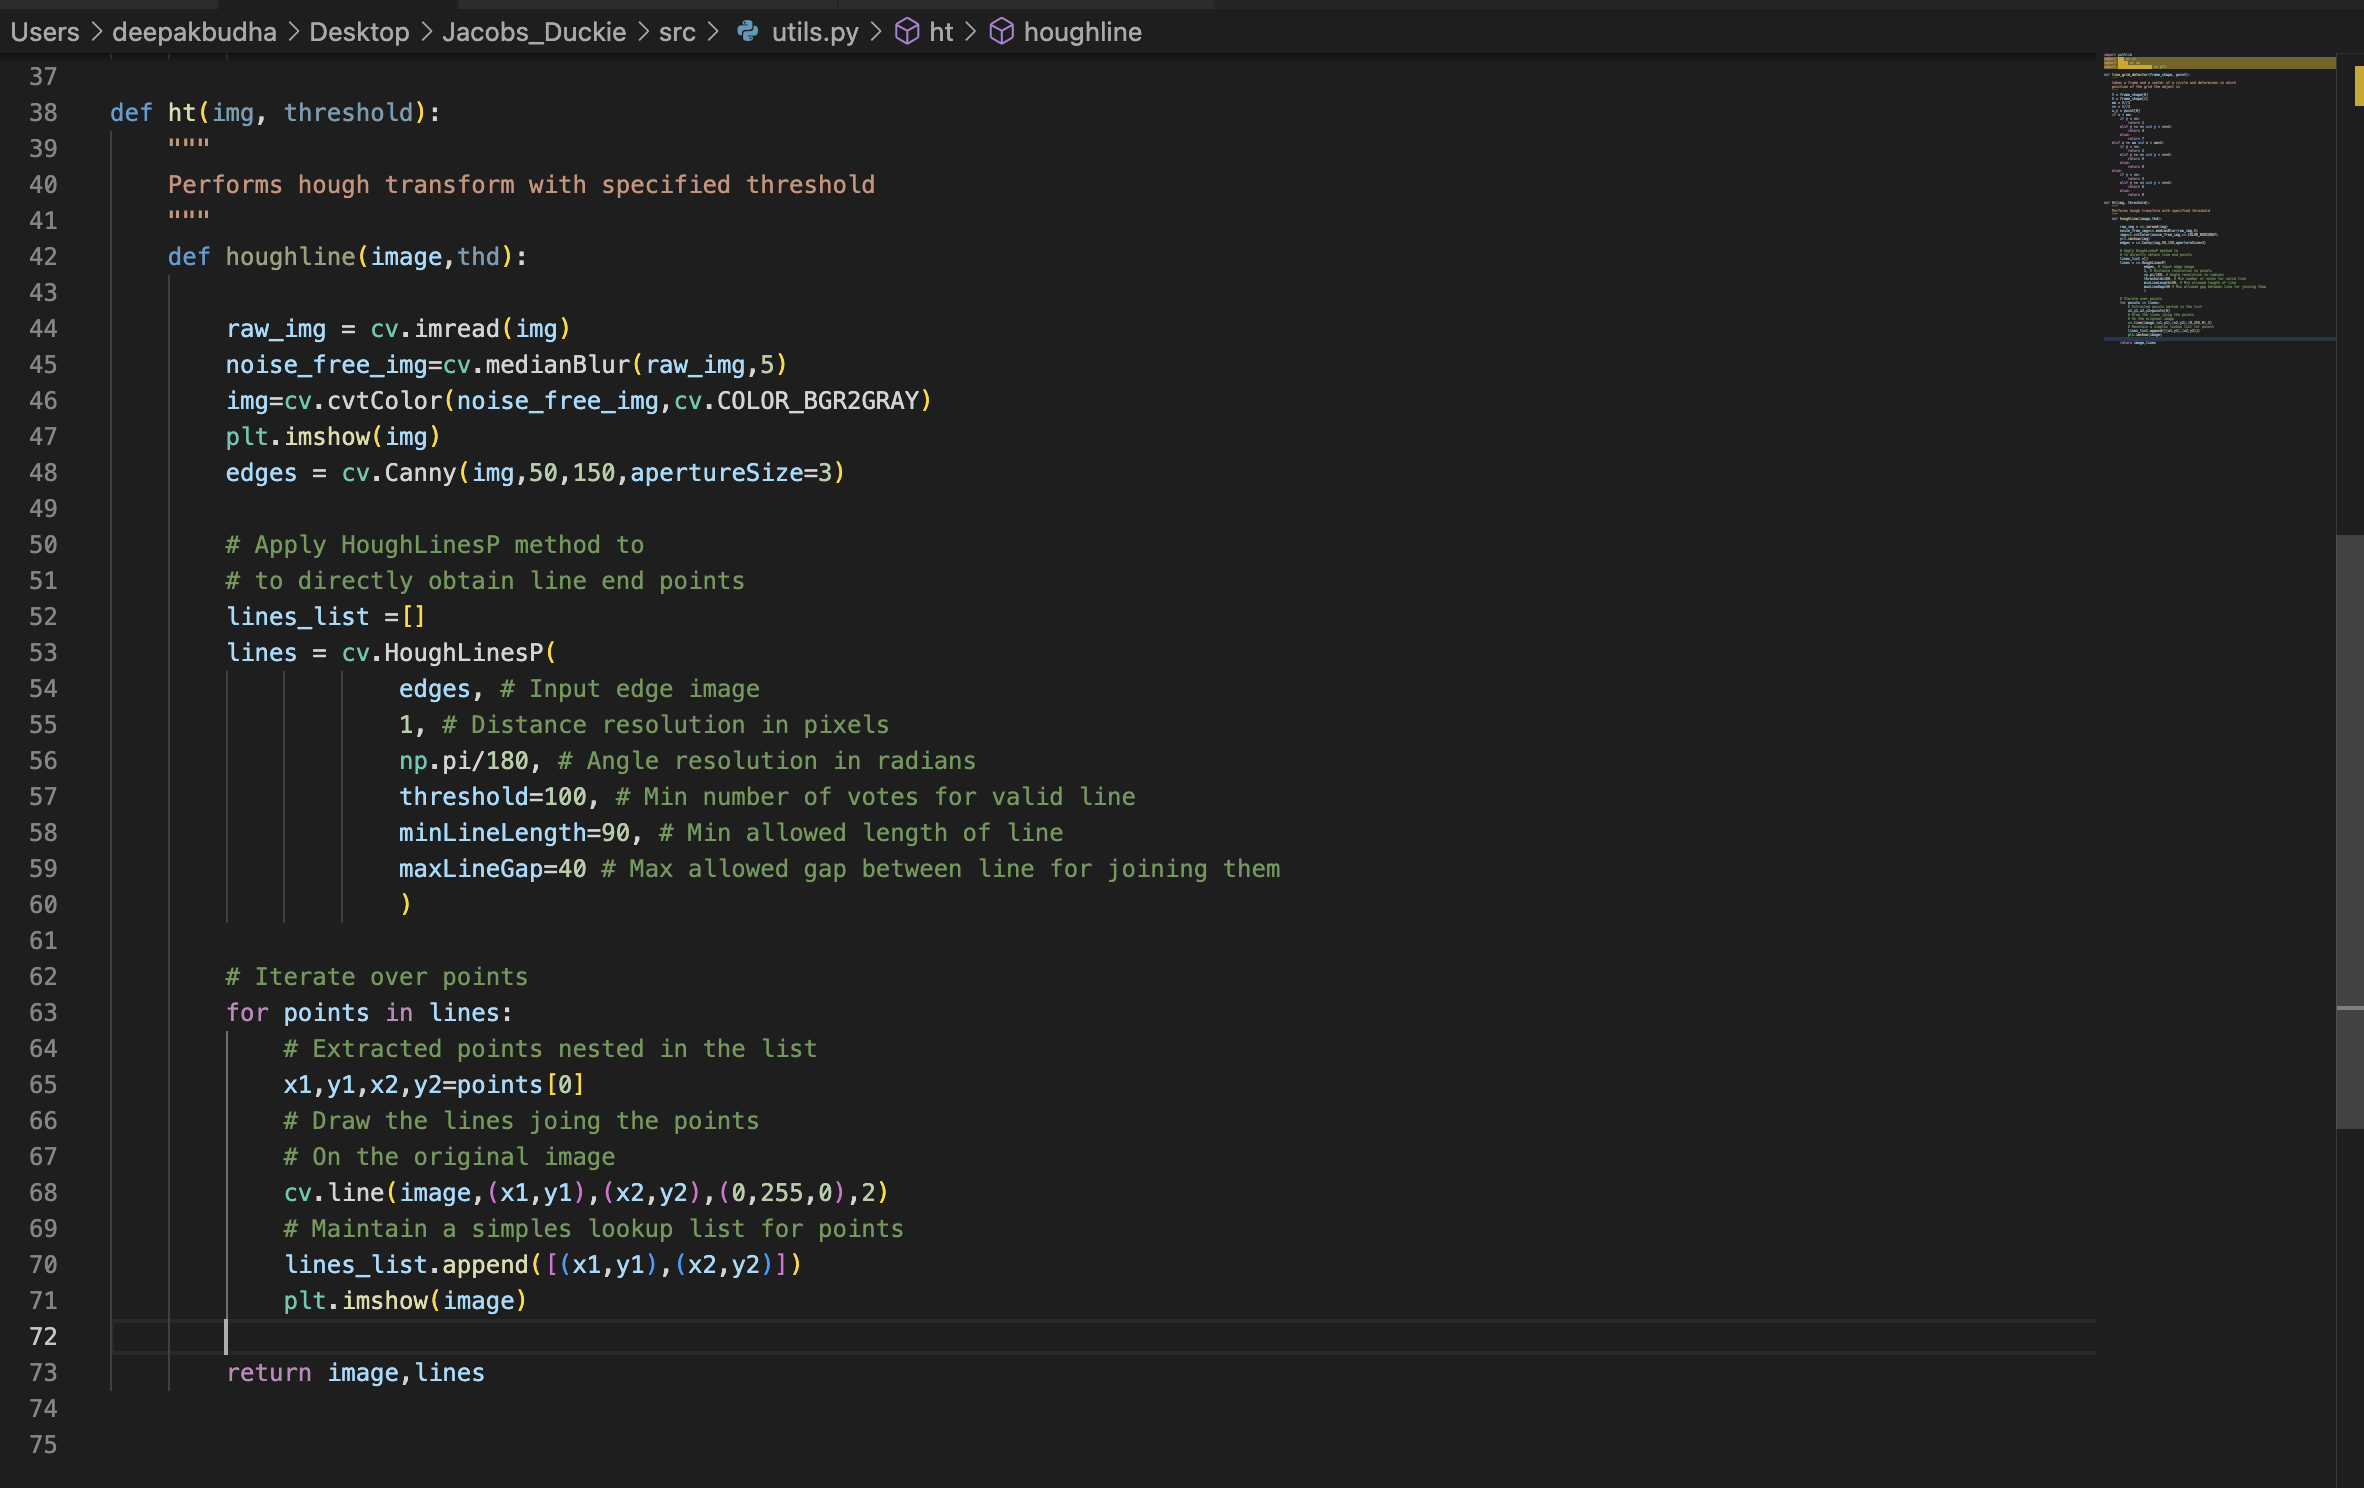 Users > deepakbudha > Desktop > Jacobs_Duckie > src > utils.py > ht > houghline
37
38 def ht(img, threshold):
39     """
40     Performs hough transform with specified threshold
41     """
42     def houghline(image,thd):
43
44         raw_img = cv.imread(img)
45         noise_free_img=cv.medianBlur(raw_img,5)
46         img=cv.cvtColor(noise_free_img,cv.COLOR_BGR2GRAY)
47         plt.imshow(img)
48         edges = cv.Canny(img,50,150,apertureSize=3)
49
50         # Apply HoughLinesP method to
51         # to directly obtain line end points
52         lines_list =[]
53         lines = cv.HoughLinesP(
54                     edges, # Input edge image
55                     1, # Distance resolution in pixels
56                     np.pi/180, # Angle resolution in radians
57                     threshold=100, # Min number of votes for valid line
58                     minLineLength=90, # Min allowed length of line
59                     maxLineGap=40 # Max allowed gap between line for joining them
60                     )
61
62         # Iterate over points
63         for points in lines:
64             # Extracted points nested in the list
65             x1,y1,x2,y2=points[0]
66             # Draw the lines joing the points
67             # On the original image
68             cv.line(image,(x1,y1),(x2,y2),(0,255,0),2)
69             # Maintain a simples lookup list for points
70             lines_list.append([(x1,y1),(x2,y2)])
71             plt.imshow(image)
72
73         return image,lines
74
75